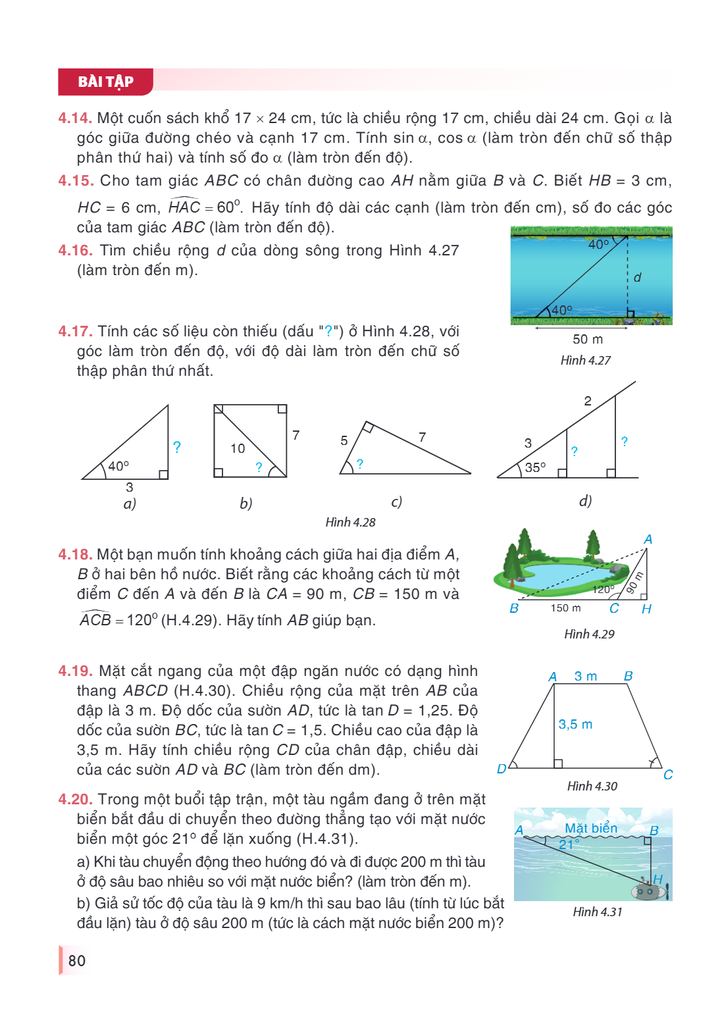 BÀI TẬP
4.14. Một cuốn sách khổ 17 × 24 cm, tức là chiều rộng 17 cm, chiều dài 24 cm. Gọi α là
góc giữa đường chéo và cạnh 17 cm. Tính sin α, cos α (làm tròn đến chữ số thập
phân thứ hai) và tính số đo α (làm tròn đến độ).
4.15. Cho tam giác ABC có chân đường cao AH nằm giữa B và C. Biết HB = 3 cm,
HC = 6 cm, HAC = 60°. Hãy tính độ dài các cạnh (làm tròn đến cm), số đo các góc
của tam giác ABC (làm tròn đến độ).
4.16. Tìm chiều rộng d của dòng sông trong Hình 4.27
(làm tròn đến m).
40°
d
40°
50 m
Hình 4.27
4.17. Tính các số liệu còn thiếu (dấu "?") ở Hình 4.28, với
góc làm tròn đến độ, với độ dài làm tròn đến chữ số
thập phân thứ nhất.
40°
?
3
a)
10
7
?
b)
5
7
?
c)
2
3
?
?
35°
d)
Hình 4.28
4.18. Một bạn muốn tính khoảng cách giữa hai địa điểm A,
B ở hai bên hồ nước. Biết rằng các khoảng cách từ một
điểm C đến A và đến B là CA = 90 m, CB = 150 m và
ACB = 120° (H.4.29). Hãy tính AB giúp bạn.
A
120°
90 m
B
150 m
C
H
Hình 4.29
4.19. Mặt cắt ngang của một đập ngăn nước có dạng hình
thang ABCD (H.4.30). Chiều rộng của mặt trên AB của
đập là 3 m. Độ dốc của sườn AD, tức là tan D = 1,25. Độ
dốc của sườn BC, tức là tan C = 1,5. Chiều cao của đập là
3,5 m. Hãy tính chiều rộng CD của chân đập, chiều dài
của các sườn AD và BC (làm tròn đến dm).
A
3 m
B
3,5 m
D
C
Hình 4.30
4.20. Trong một buổi tập trận, một tàu ngầm đang ở trên mặt
biển bắt đầu di chuyển theo đường thẳng tạo với mặt nước
biển một góc 21° để lặn xuống (H.4.31).
a) Khi tàu chuyển động theo hướng đó và đi được 200 m thì tàu
ở độ sâu bao nhiêu so với mặt nước biển? (làm tròn đến m).
b) Giả sử tốc độ của tàu là 9 km/h thì sau bao lâu (tính từ lúc bắt
đầu lặn) tàu ở độ sâu 200 m (tức là cách mặt nước biển 200 m)?
A
Mặt biển
B
21°
H
Hình 4.31
80